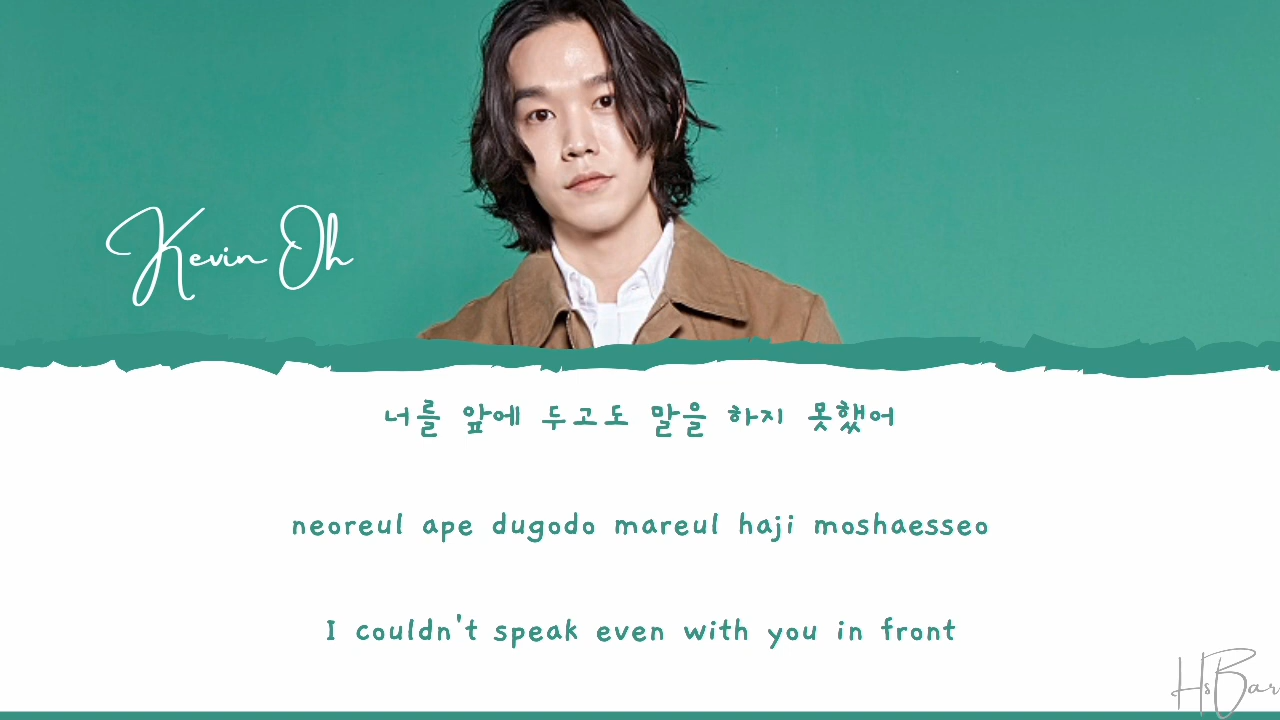 Kevin Oh
너를 앞에 두고도 말을 하지 못했어
neoreul ape dugodo mareul haji moshaesseo
I couldn't speak even with you in front
HsBar